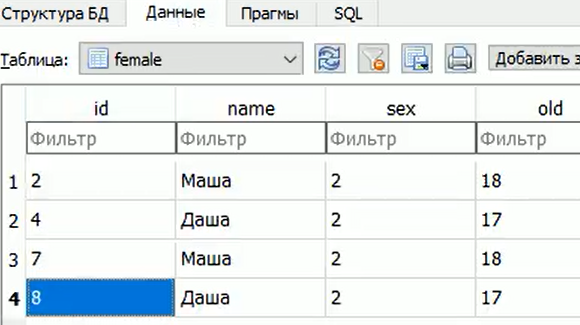 Структура БД Данные Прагмы SQL
Таблица: female Добавить з
id name sex old
Фильтр Фильтр Фильтр Фильтр
1 2 Маша 2 18
2 4 Даша 2 17
3 7 Маша 2 18
4 8 Даша 2 17